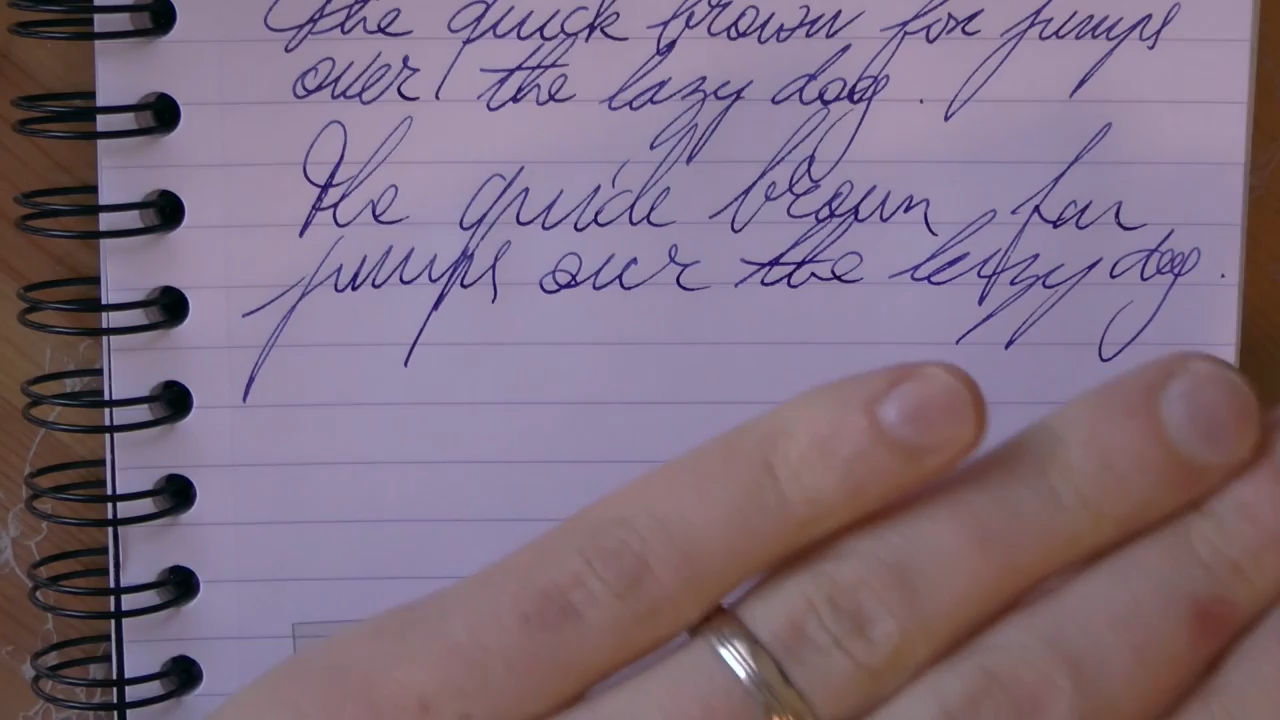 The quick brown fox jumps
over the lazy dog.
The quick brown fox
jumps over the lazy dog.